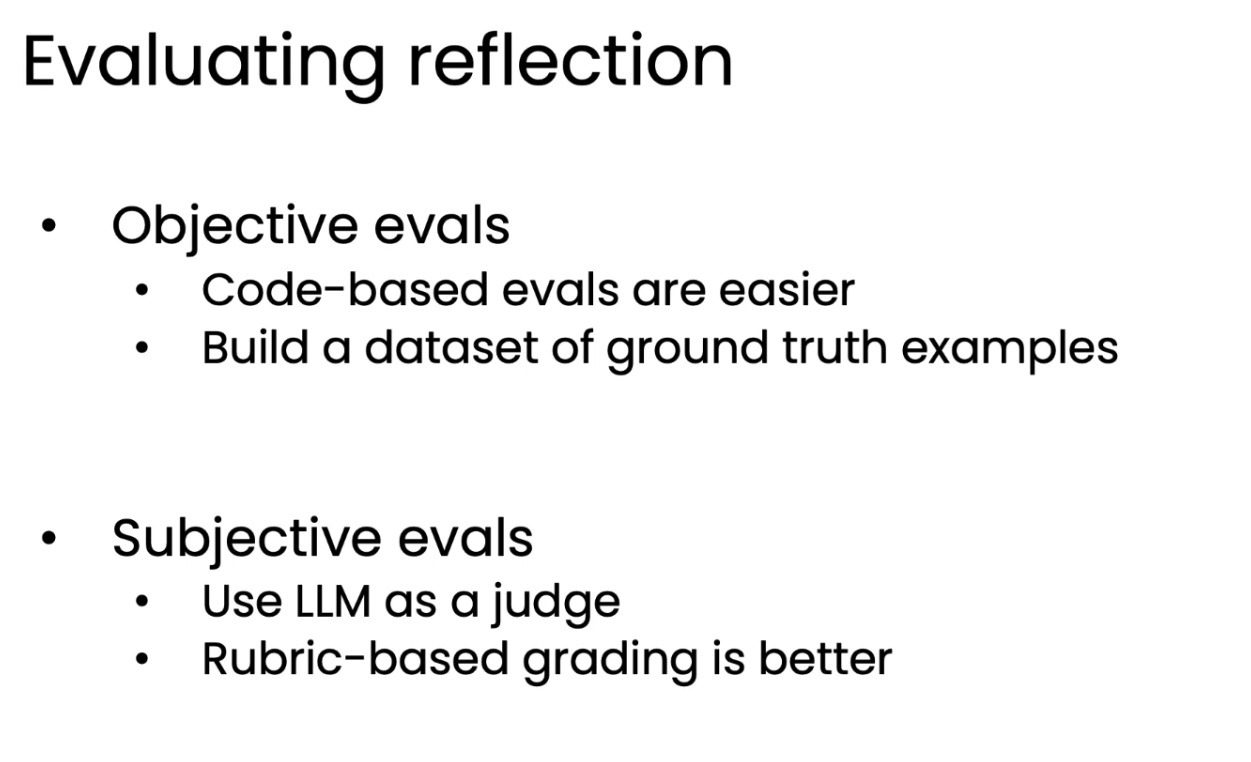 Evaluating reflection
• Objective evals
• Code-based evals are easier
• Build a dataset of ground truth examples
• Subjective evals
• Use LLM as a judge
• Rubric-based grading is better